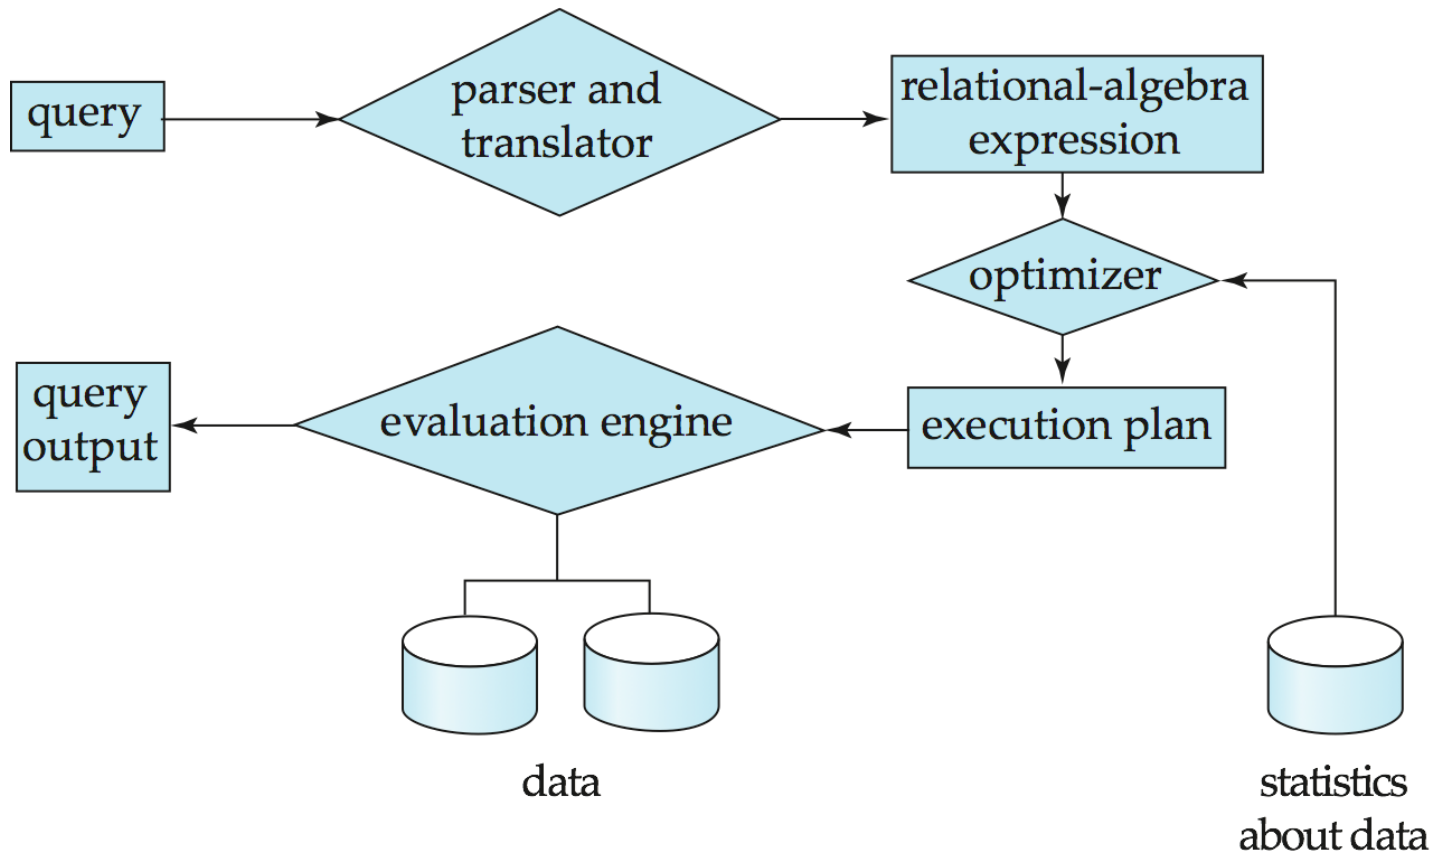 query
parser and
translator
relational-algebra
expression
optimizer
execution plan
evaluation engine
query
output
data
statistics
about data